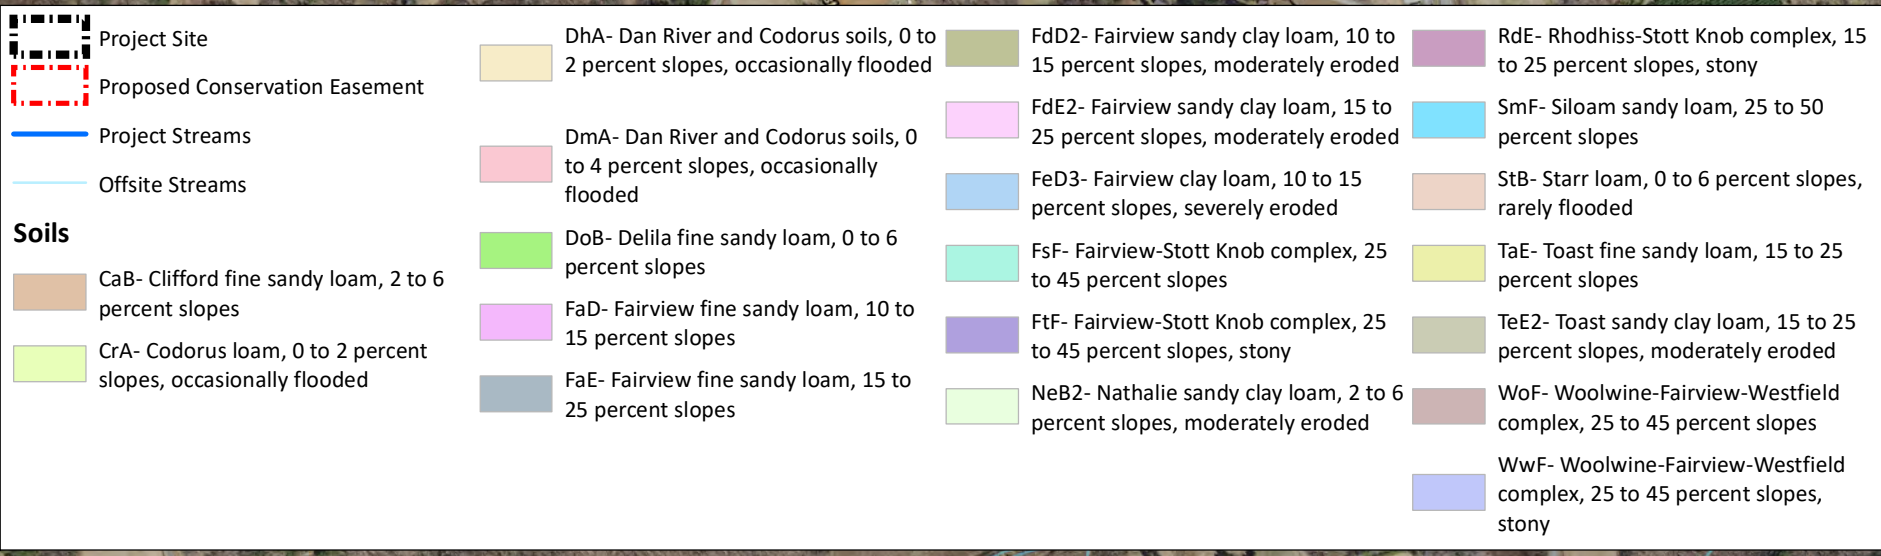 Project Site
Proposed Conservation Easement
Project Streams
Offsite Streams
Soils
CaB- Clifford fine sandy loam, 2 to 6
percent slopes
CrA- Codorus loam, 0 to 2 percent
slopes, occasionally flooded
DhA- Dan River and Codorus soils, 0 to
2 percent slopes, occasionally flooded
DmA- Dan River and Codorus soils, 0
to 4 percent slopes, occasionally
flooded
DoB- Delila fine sandy loam, 0 to 6
percent slopes
FaD- Fairview fine sandy loam, 10 to
15 percent slopes
FaE- Fairview fine sandy loam, 15 to
25 percent slopes
FdD2- Fairview sandy clay loam, 10 to
15 percent slopes, moderately eroded
FdE2- Fairview sandy clay loam, 15 to
25 percent slopes, moderately eroded
FeD3- Fairview clay loam, 10 to 15
percent slopes, severely eroded
FsF- Fairview-Stott Knob complex, 25
to 45 percent slopes
FtF- Fairview-Stott Knob complex, 25
to 45 percent slopes, stony
NeB2- Nathalie sandy clay loam, 2 to 6
percent slopes, moderately eroded
RdE- Rhodhiss-Stott Knob complex, 15
to 25 percent slopes, stony
SmF- Siloam sandy loam, 25 to 50
percent slopes
StB- Starr loam, 0 to 6 percent slopes,
rarely flooded
TaE- Toast fine sandy loam, 15 to 25
percent slopes
TeE2- Toast sandy clay loam, 15 to 25
percent slopes, moderately eroded
WoF- Woolwine-Fairview-Westfield
complex, 25 to 45 percent slopes
WwF- Woolwine-Fairview-Westfield
complex, 25 to 45 percent slopes,
stony